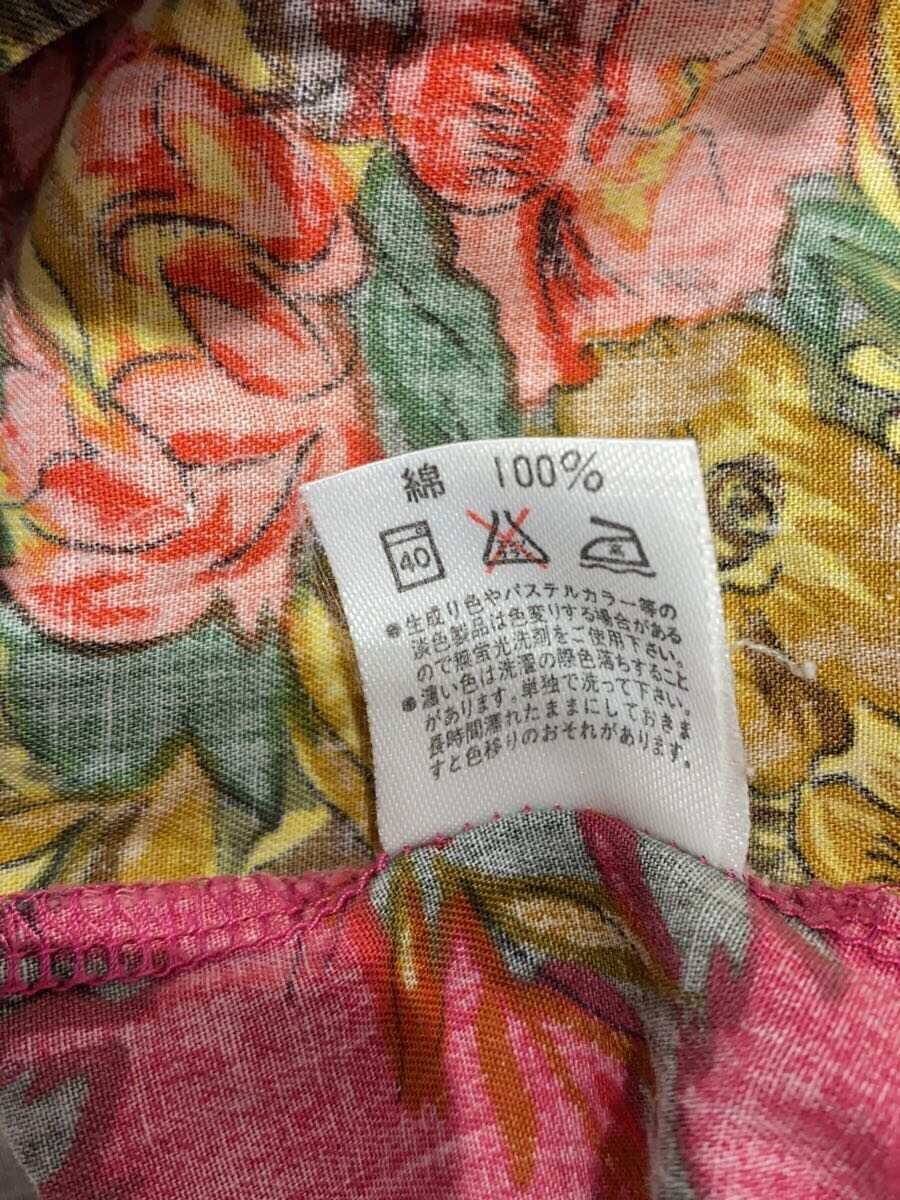 綿 100%
40
● 生成り色やパステルカラー等の
淡色製品は色変りする場合がある
ので換蛍光洗剤をご使用下さい。
● 濃い色は洗濯の際色落ちすること
があります。単独で洗って下さい。
長時間濡れたままにしておきま
すと色移りのおそれがあります。